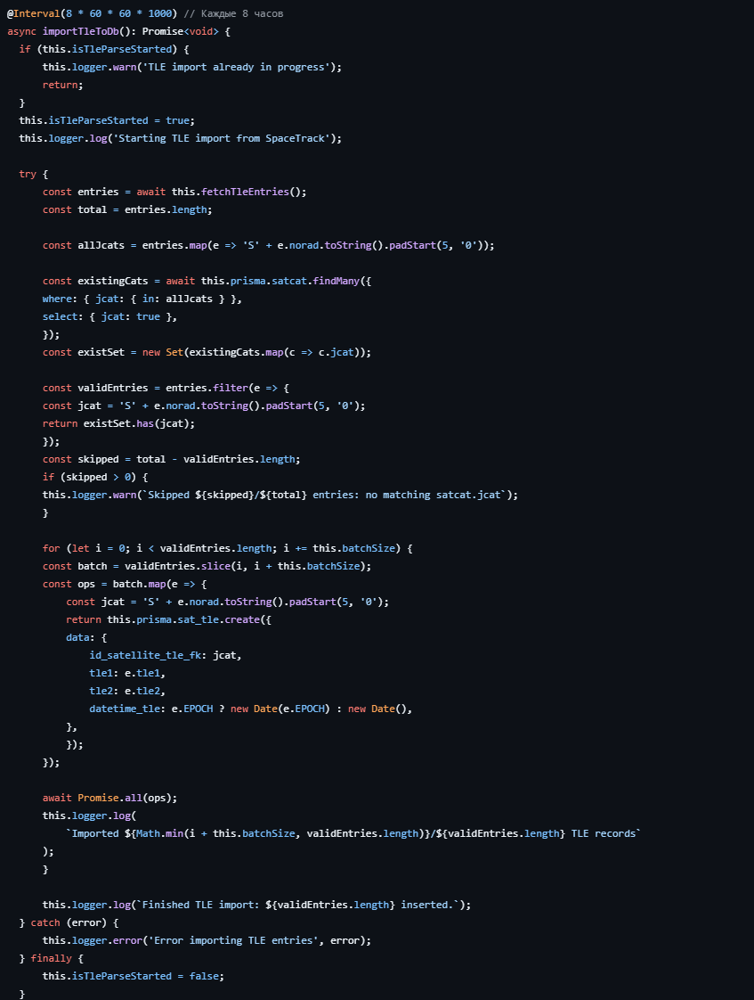 @Interval(8 * 60 * 60 * 1000) // Каждые 8 часов
async importTleToDb(): Promise<void> {
  if (this.isTleParseStarted) {
      this.logger.warn('TLE import already in progress');
      return;
  }
  this.isTleParseStarted = true;
  this.logger.log('Starting TLE import from SpaceTrack');

  try {
      const entries = await this.fetchTleEntries();
      const total = entries.length;

      const allJcats = entries.map(e => 'S' + e.norad.toString().padStart(5, '0'));

      const existingCats = await this.prisma.satcat.findMany({
      where: { jcat: { in: allJcats } },
      select: { jcat: true },
      });
      const existSet = new Set(existingCats.map(c => c.jcat));

      const validEntries = entries.filter(e => {
      const jcat = 'S' + e.norad.toString().padStart(5, '0');
      return existSet.has(jcat);
      });
      const skipped = total - validEntries.length;
      if (skipped > 0) {
      this.logger.warn(`Skipped ${skipped}/${total} entries: no matching satcat.jcat`);
      }

      for (let i = 0; i < validEntries.length; i += this.batchSize) {
      const batch = validEntries.slice(i, i + this.batchSize);
      const ops = batch.map(e => {
          const jcat = 'S' + e.norad.toString().padStart(5, '0');
          return this.prisma.sat_tle.create({
          data: {
              id_satellite_tle_fk: jcat,
              tle1: e.tle1,
              tle2: e.tle2,
              datetime_tle: e.EPOCH ? new Date(e.EPOCH) : new Date(),
          },
          });
      });

      await Promise.all(ops);
      this.logger.log(
          `Imported ${Math.min(i + this.batchSize, validEntries.length)}/${validEntries.length} TLE records`
      );
      }

      this.logger.log(`Finished TLE import: ${validEntries.length} inserted.`);
  } catch (error) {
      this.logger.error('Error importing TLE entries', error);
  } finally {
      this.isTleParseStarted = false;
  }